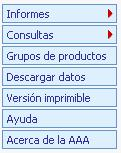 Informes
Consultas
Grupos de productos
Descargar datos
Versión imprimible
Ayuda
Acerca de la AAA